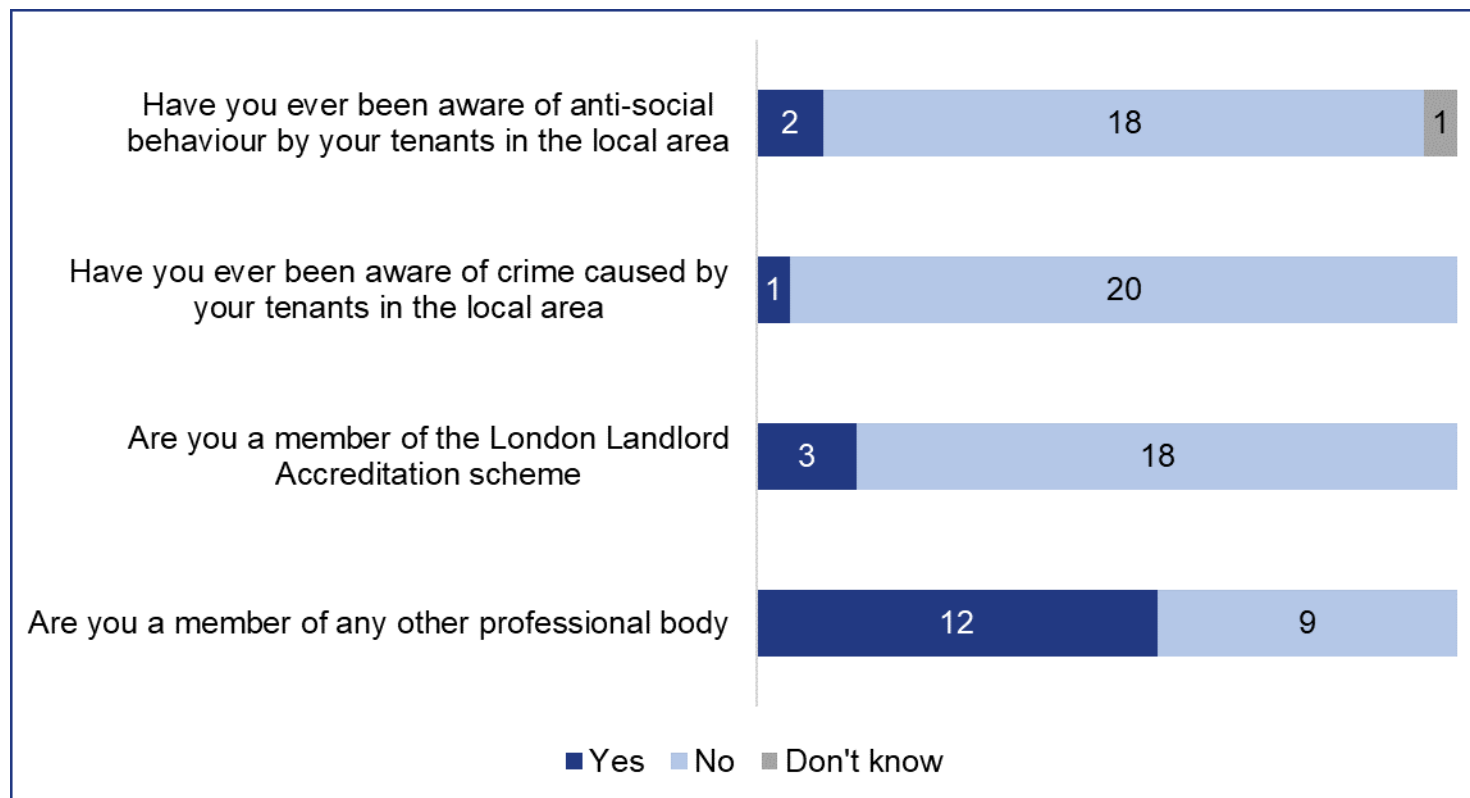 Have you ever been aware of anti-social
behaviour by your tenants in the local area
2 18 1
Have you ever been aware of crime caused by
your tenants in the local area
1 20
Are you a member of the London Landlord
Accreditation scheme
3 18
Are you a member of any other professional body
12 9
Yes No Don't know